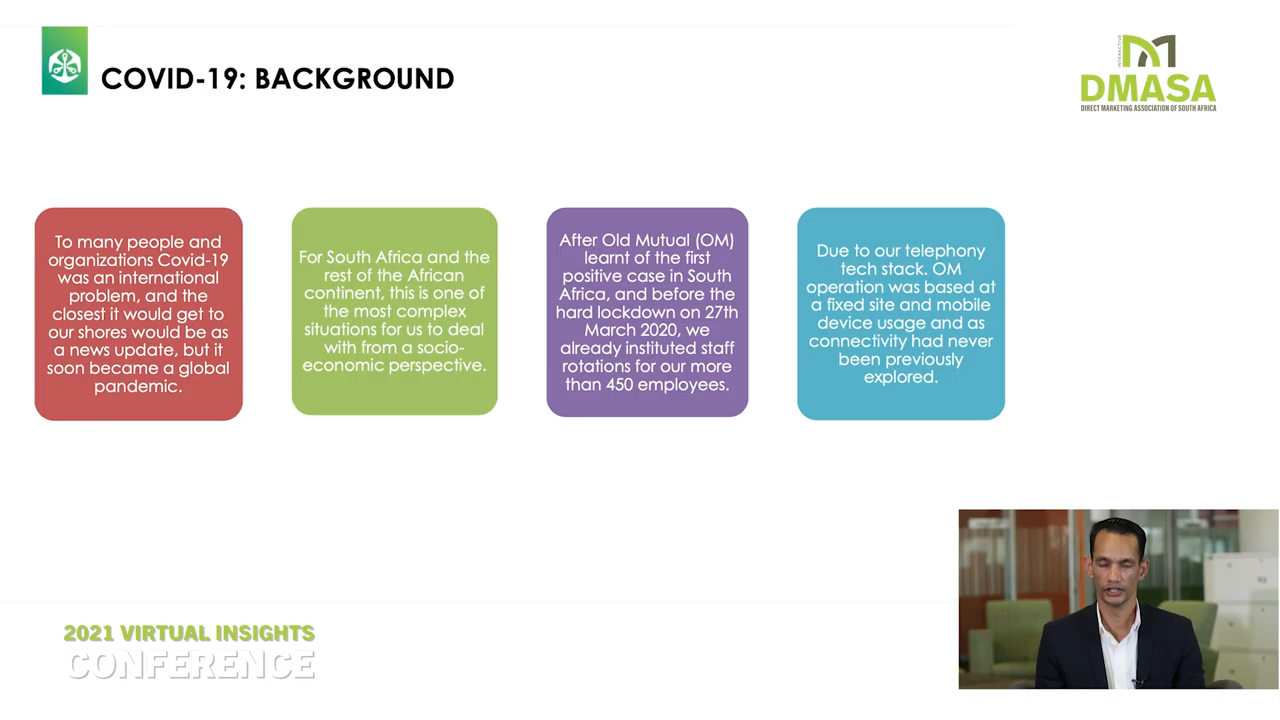 COVID-19: BACKGROUND
INTERACTIVE
DMASA
DIRECT MARKETING ASSOCIATION OF SOUTH AFRICA
To many people and
organizations Covid-19
was an international
problem, and the
closest it would get to
our shores would be as
a news update, but it
soon became a global
pandemic.
For South Africa and the
rest of the African
continent, this is one of
the most complex
situations for us to deal
with from a socio-
economic perspective.
After Old Mutual (OM)
learnt of the first
positive case in South
Africa, and before the
hard lockdown on 27th
March 2020, we
already instituted staff
rotations for our more
than 450 employees.
Due to our telephony
tech stack. OM
operation was based at
a fixed site and mobile
device usage and as
connectivity had never
been previously
explored.
2021 VIRTUAL INSIGHTS
CONFERENCE